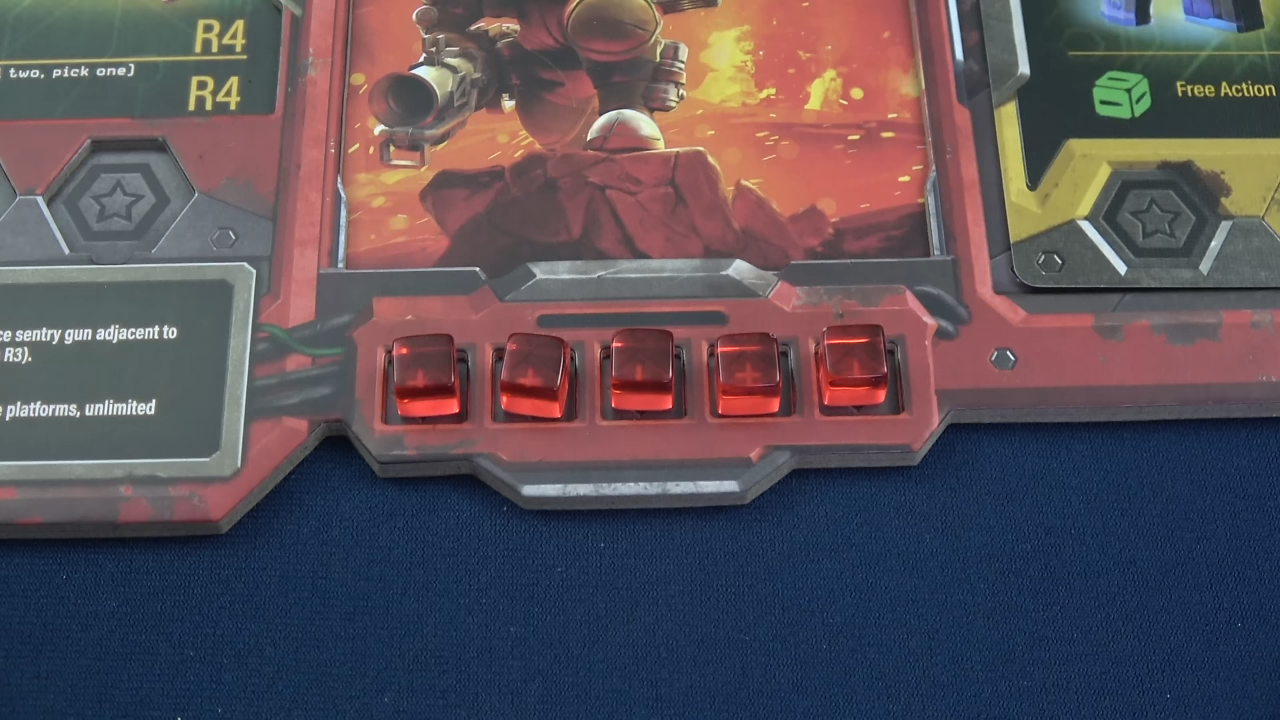 R4
two, pick one]
R4
Free Action
ce sentry gun adjacent to
R3).
platforms, unlimited